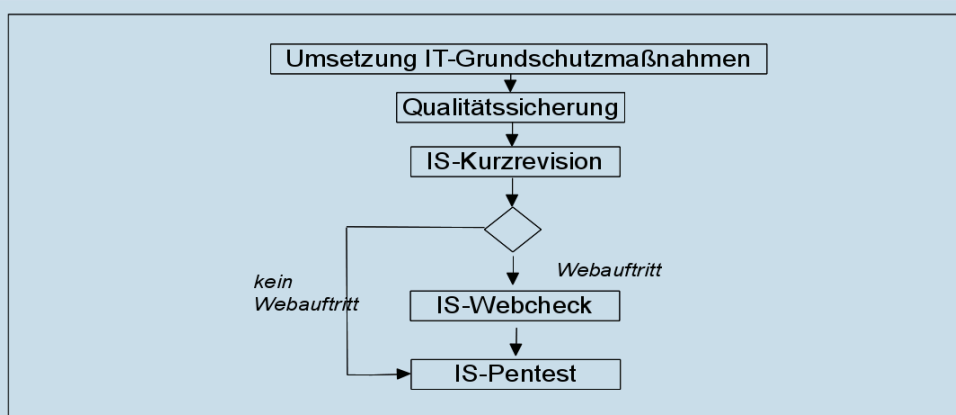 Umsetzung IT-Grundschutzmaßnahmen
Qualitätssicherung
IS-Kurzrevision
Webauftritt
kein
Webauftritt
IS-Webcheck
IS-Pentest